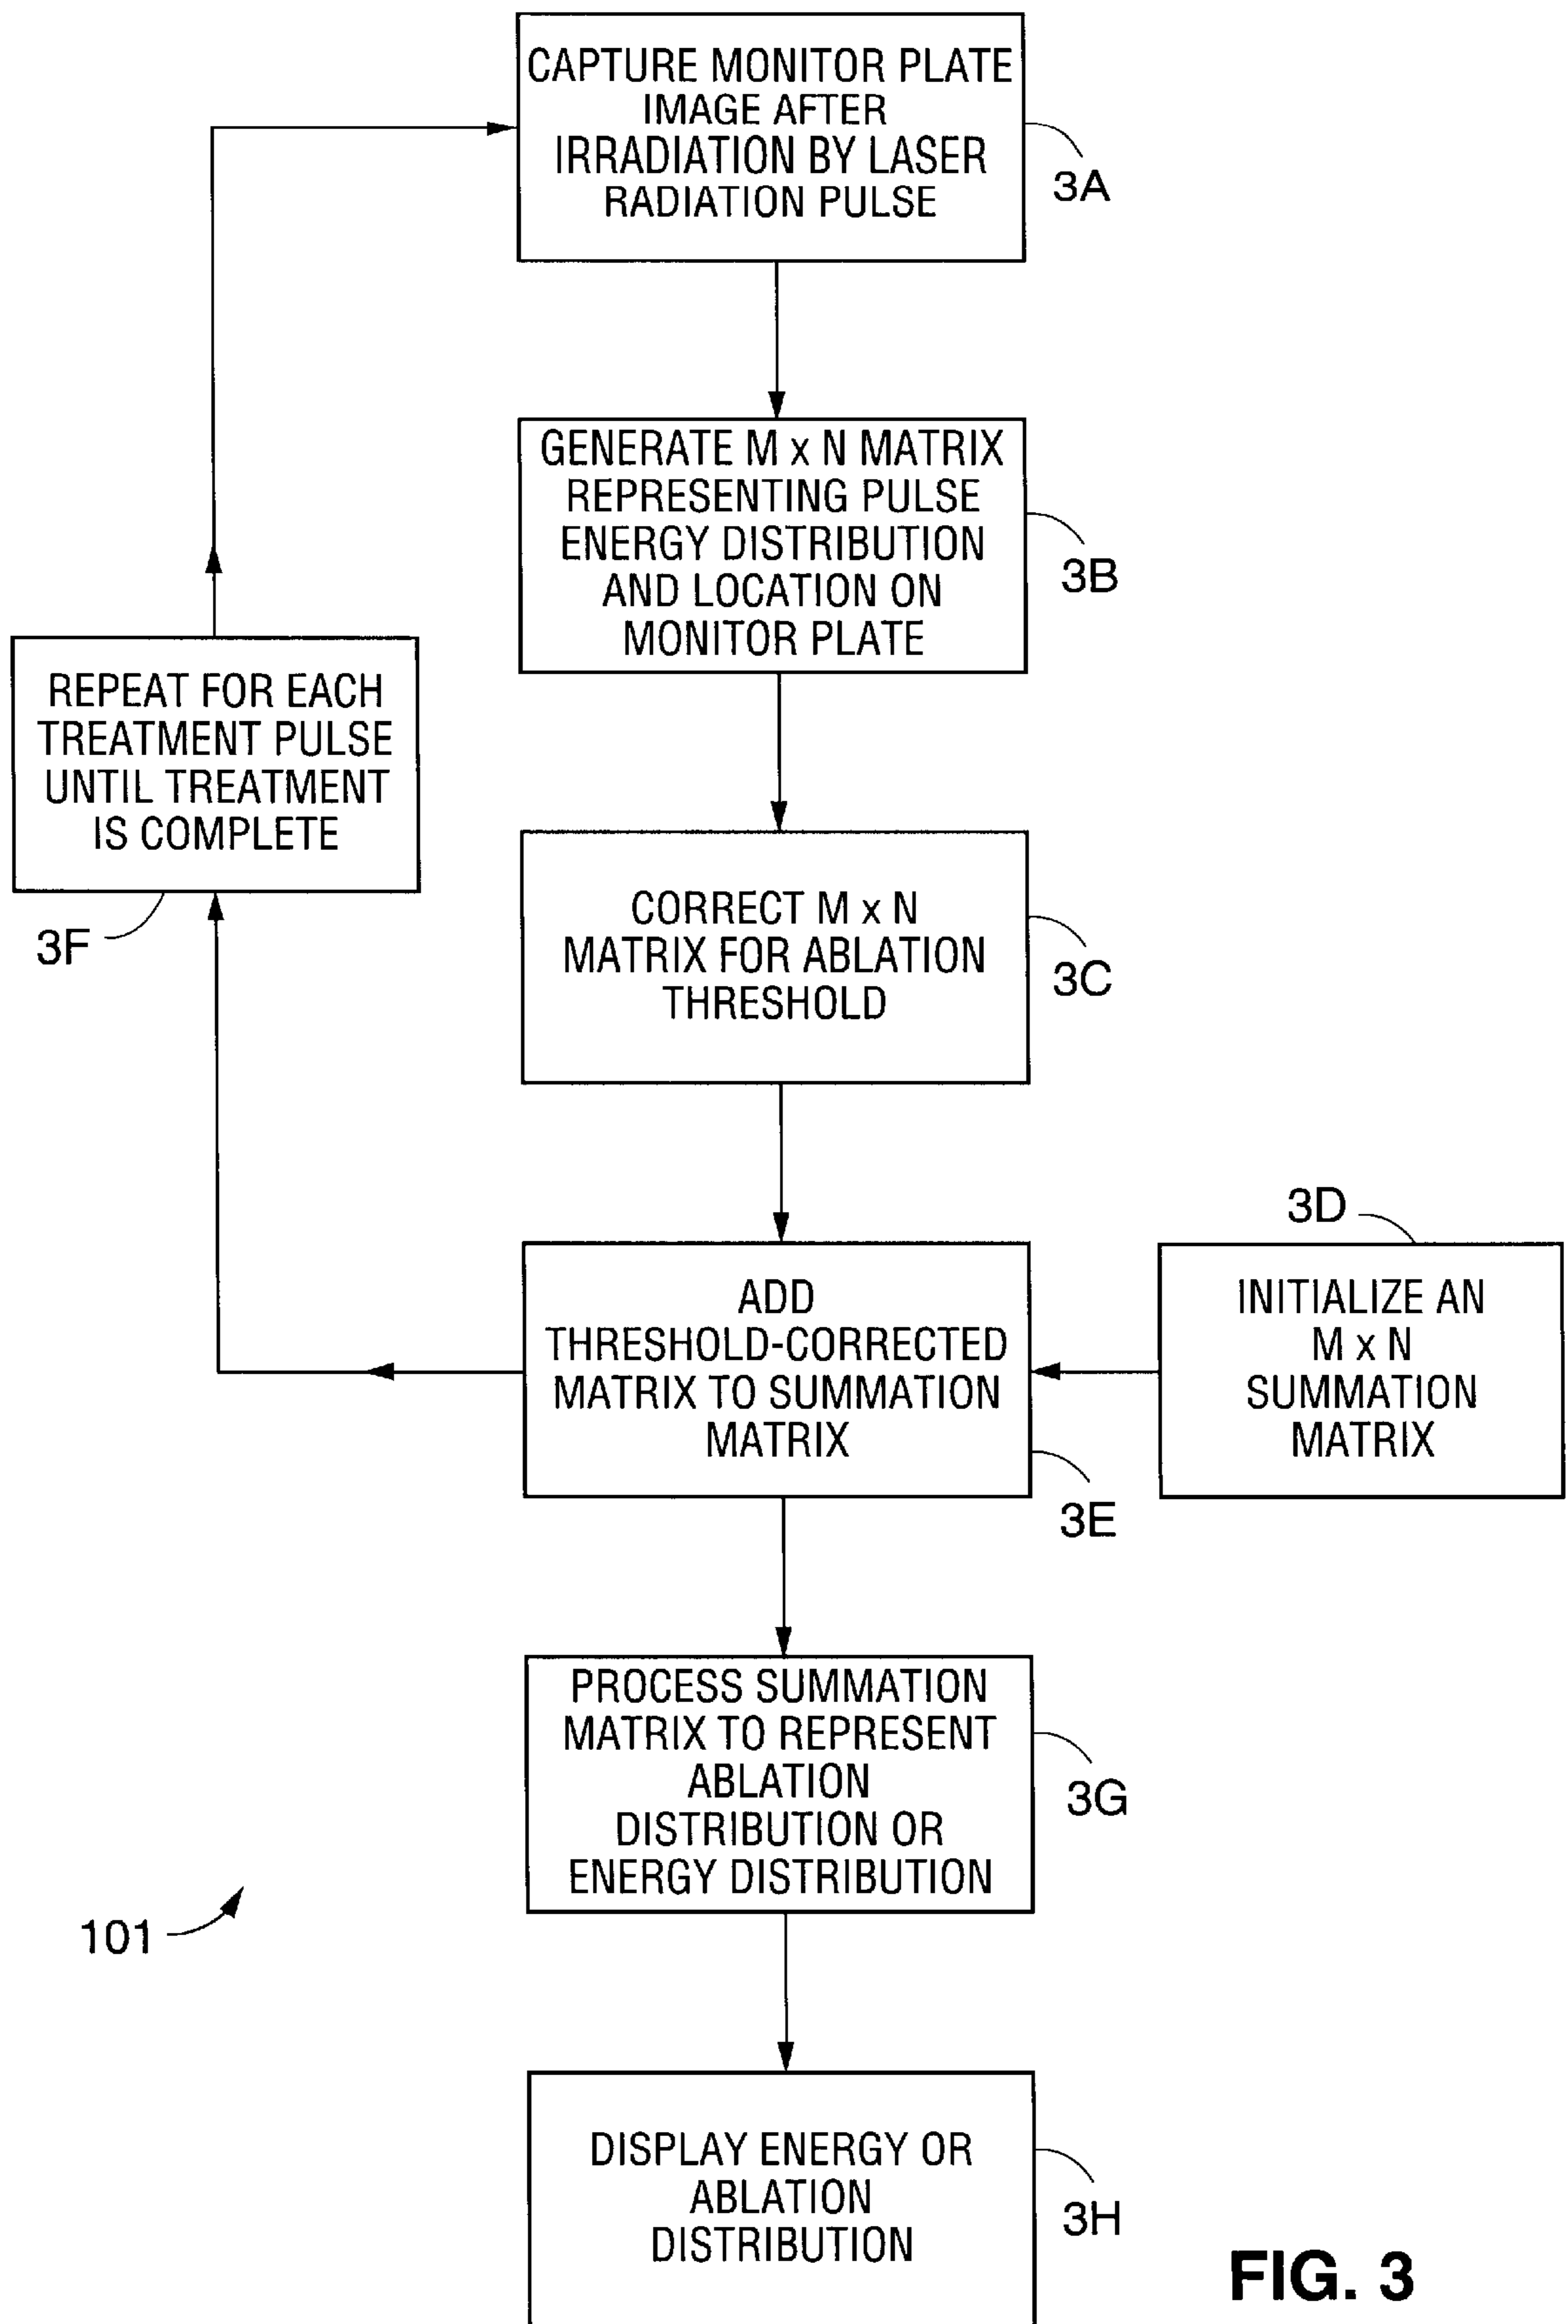 CAPTURE MONITOR PLATE
IMAGE AFTER
IRRADIATION BY LASER
RADIATION PULSE
3A
GENERATE M x N MATRIX
REPRESENTING PULSE
ENERGY DISTRIBUTION
AND LOCATION ON
MONITOR PLATE
3B
REPEAT FOR EACH
TREATMENT PULSE
UNTIL TREATMENT
IS COMPLETE
3F
CORRECT M x N
MATRIX FOR ABLATION
THRESHOLD
3C
3D
INITIALIZE AN
M x N
SUMMATION
MATRIX
ADD
THRESHOLD-CORRECTED
MATRIX TO SUMMATION
MATRIX
3E
PROCESS SUMMATION
MATRIX TO REPRESENT
ABLATION
DISTRIBUTION OR
ENERGY DISTRIBUTION
3G
101
DISPLAY ENERGY OR
ABLATION
DISTRIBUTION
3H
FIG. 3